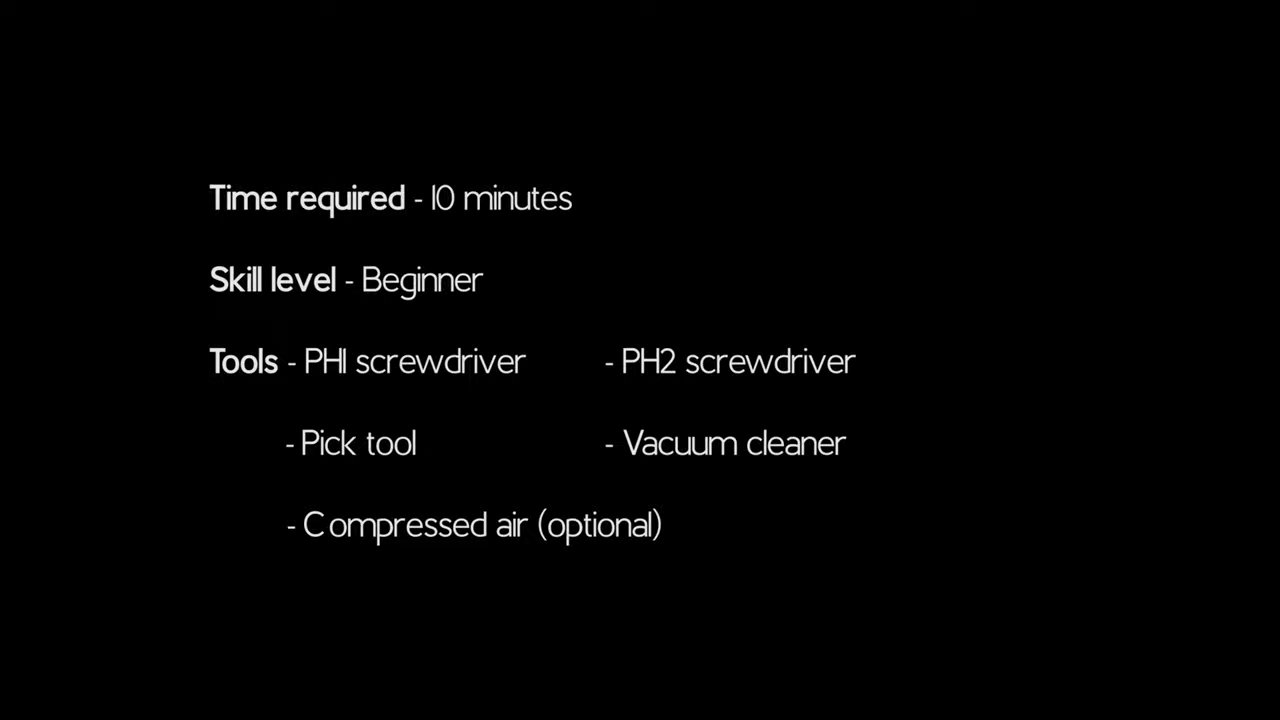 Time required - 10 minutes
Skill level - Beginner
Tools - PH1 screwdriver - PH2 screwdriver
- Pick tool - Vacuum cleaner
- Compressed air (optional)